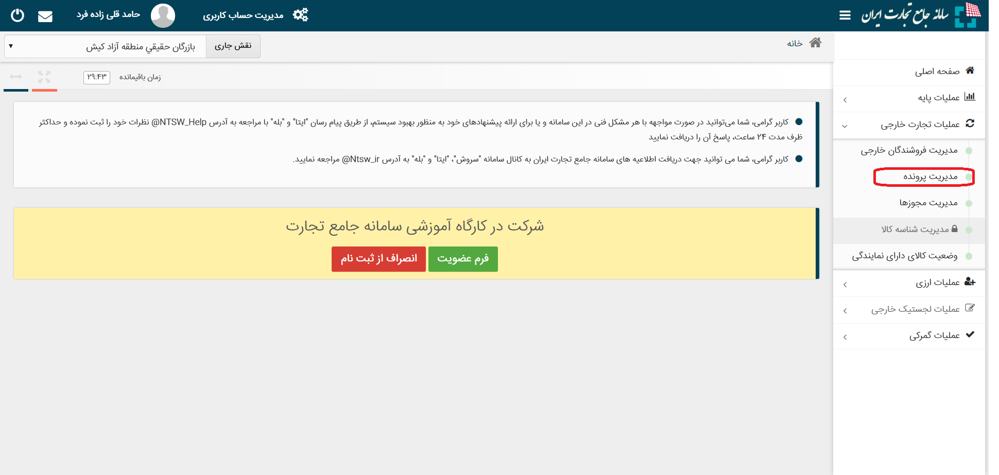 سامانه جامع تجارت ایران
مدیریت حساب کاربری
حامد قلی زاده فرد
خانه
نقش جاری
بازرگان حقيقي منطقه آزاد کیش
زمان باقیمانده
۲۹:۴۳
صفحه اصلی
عملیات پایه
عملیات تجارت خارجی
مدیریت فروشندگان خارجی
مدیریت پرونده
مدیریت مجوزها
مدیریت شناسه کالا
وضعیت کالای دارای نمایندگی
عملیات ارزی
عملیات لجستیک خارجی
عملیات گمرکی
کاربر گرامی، شما می‌توانید در صورت مواجهه با هر مشکل فنی در این سامانه و یا برای ارائه پیشنهادهای خود به منظور بهبود سیستم، از طریق پیام رسان "ایتا" و "بله" با مراجعه به آدرس NTSW_Help@ نظرات خود را ثبت نموده و حداکثر
ظرف مدت ۲۴ ساعت، پاسخ آن را دریافت نمایید
کاربر گرامی، شما می توانید جهت دریافت اطلاعیه های سامانه جامع تجارت ایران به کانال سامانه "سروش"، "ایتا" و "بله" به آدرس Ntsw_ir@ مراجعه نمایید.
شرکت در کارگاه آموزشی سامانه جامع تجارت
فرم عضویت
انصراف از ثبت نام